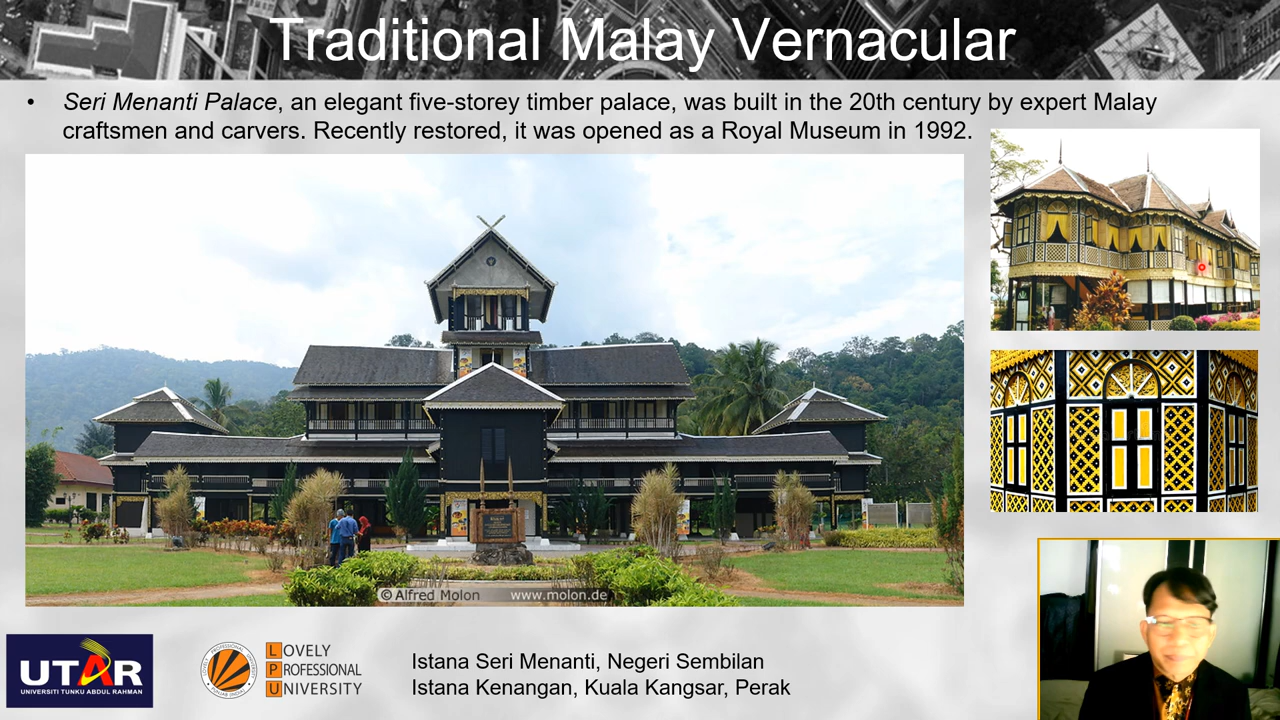 Traditional Malay Vernacular
• Seri Menanti Palace, an elegant five-storey timber palace, was built in the 20th century by expert Malay
craftsmen and carvers. Recently restored, it was opened as a Royal Museum in 1992.
© Alfred Molon www.molon.de
UTAR
UNIVERSITI TUNKU ABDUL RAHMAN
LOVELY
PROFESSIONAL
UNIVERSITY
Istana Seri Menanti, Negeri Sembilan
Istana Kenangan, Kuala Kangsar, Perak